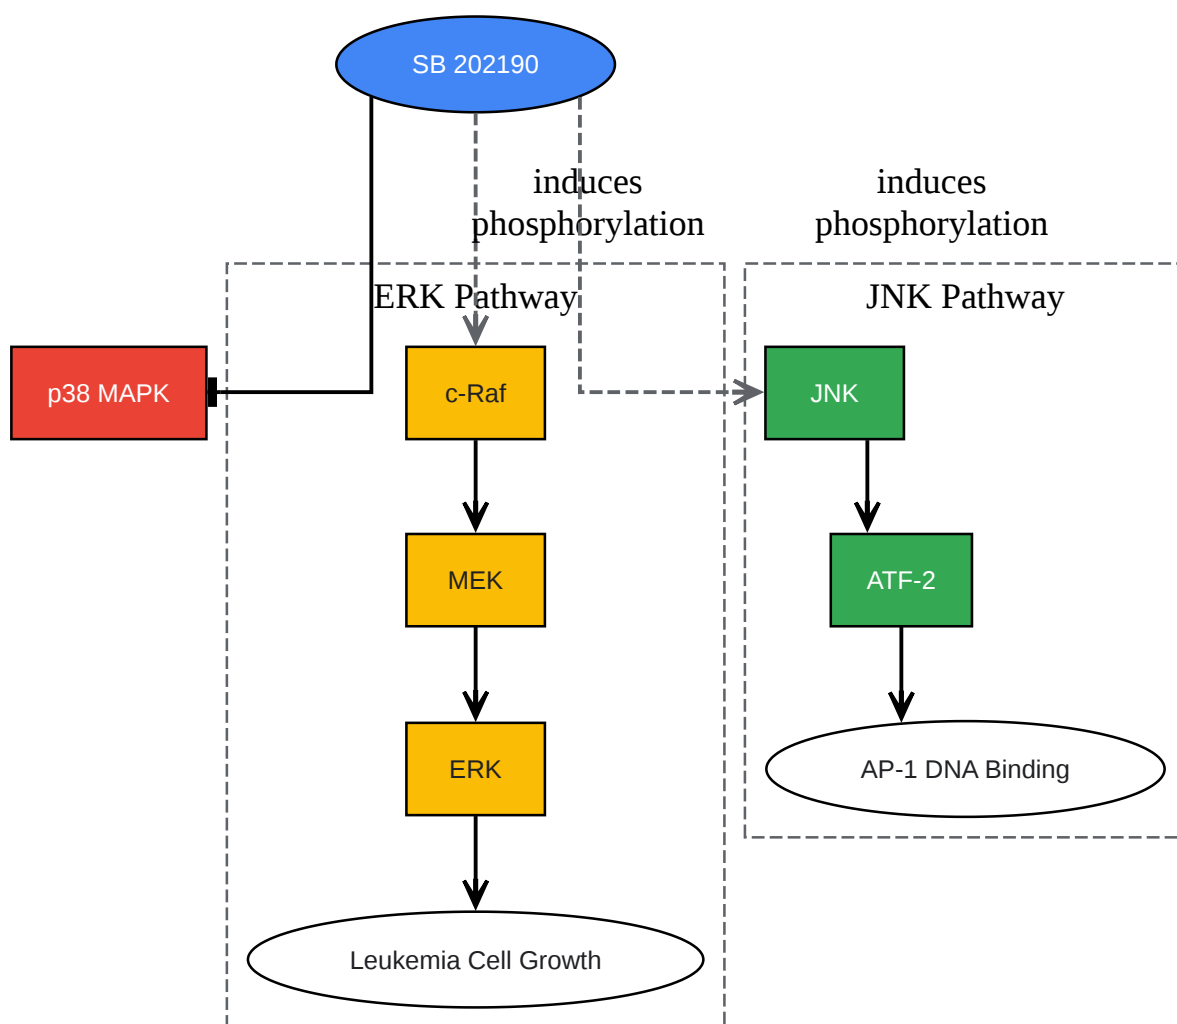 SB 202190
induces
phosphorylation
induces
phosphorylation
ERK Pathway
JNK Pathway
p38 MAPK
c-Raf
JNK
MEK
ATF-2
ERK
AP-1 DNA Binding
Leukemia Cell Growth